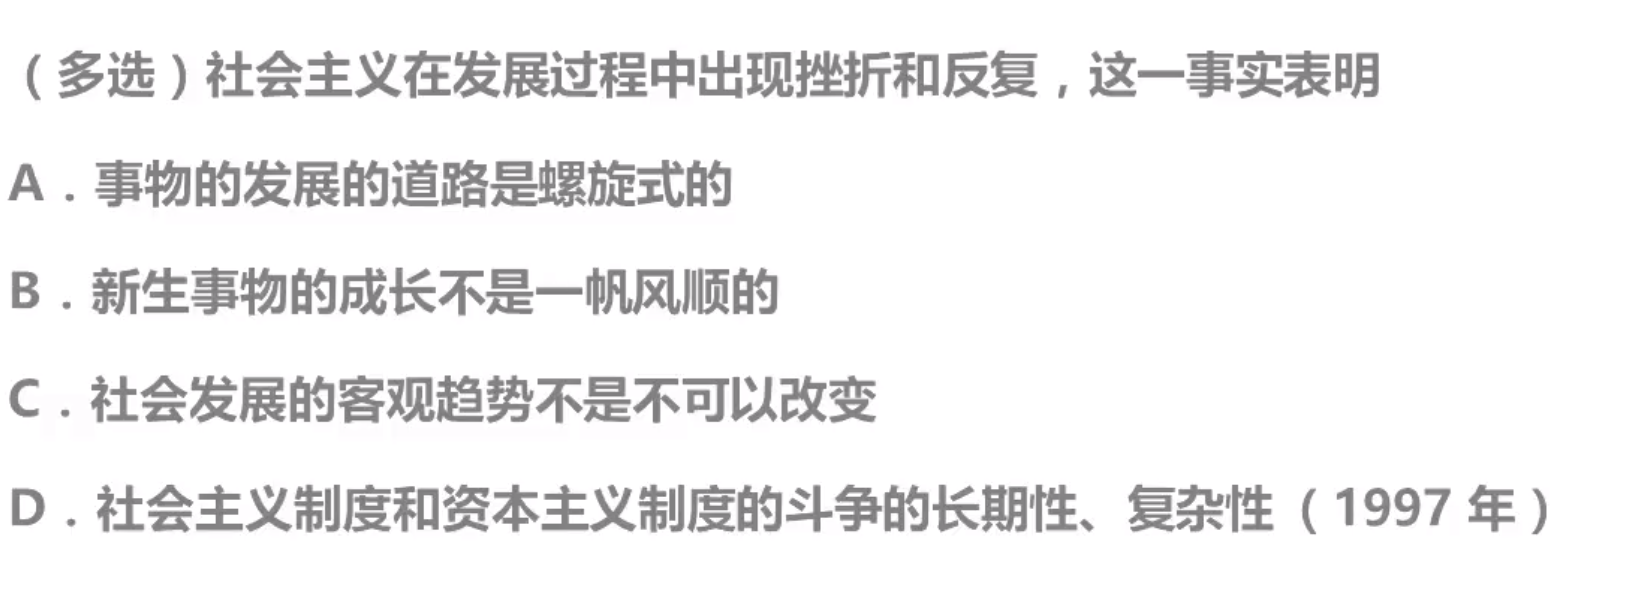 （多选）社会主义在发展过程中出现挫折和反复，这一事实表明
A．事物的发展的道路是螺旋式的
B．新生事物的成长不是一帆风顺的
C．社会发展的客观趋势不是不可以改变
D．社会主义制度和资本主义制度的斗争的长期性、复杂性（1997 年）